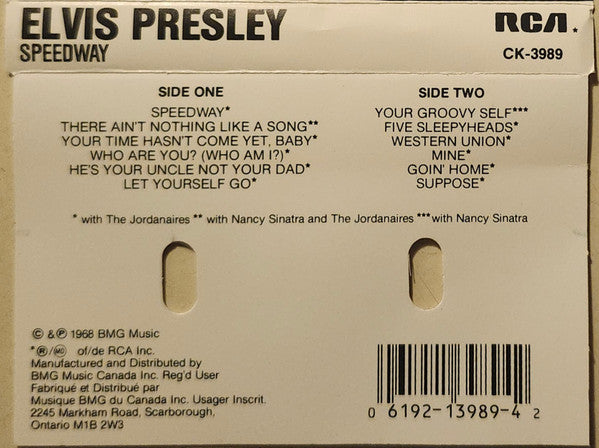 ELVIS PRESLEY
SPEEDWAY
RCA*
CK-3989
SIDE ONE
SPEEDWAY*
THERE AIN'T NOTHING LIKE A SONG**
YOUR TIME HASN'T COME YET, BABY*
WHO ARE YOU? (WHO AM I?)*
HE'S YOUR UNCLE NOT YOUR DAD*
LET YOURSELF GO*
SIDE TWO
YOUR GROOVY SELF***
FIVE SLEEPYHEADS*
WESTERN UNION*
MINE*
GOIN' HOME*
SUPPOSE*
* with The Jordanaires ** with Nancy Sinatra and The Jordanaires ***with Nancy Sinatra
© & ℗ 1968 BMG Music
*®/MC of/de RCA Inc.
Manufactured and Distributed by
BMG Music Canada Inc. Reg'd User
Fabriqué et Distribué par
Musique BMG du Canada Inc. Usager Inscrit.
2245 Markham Road, Scarborough,
Ontario M1B 2W3
0 6192-13989-4 2